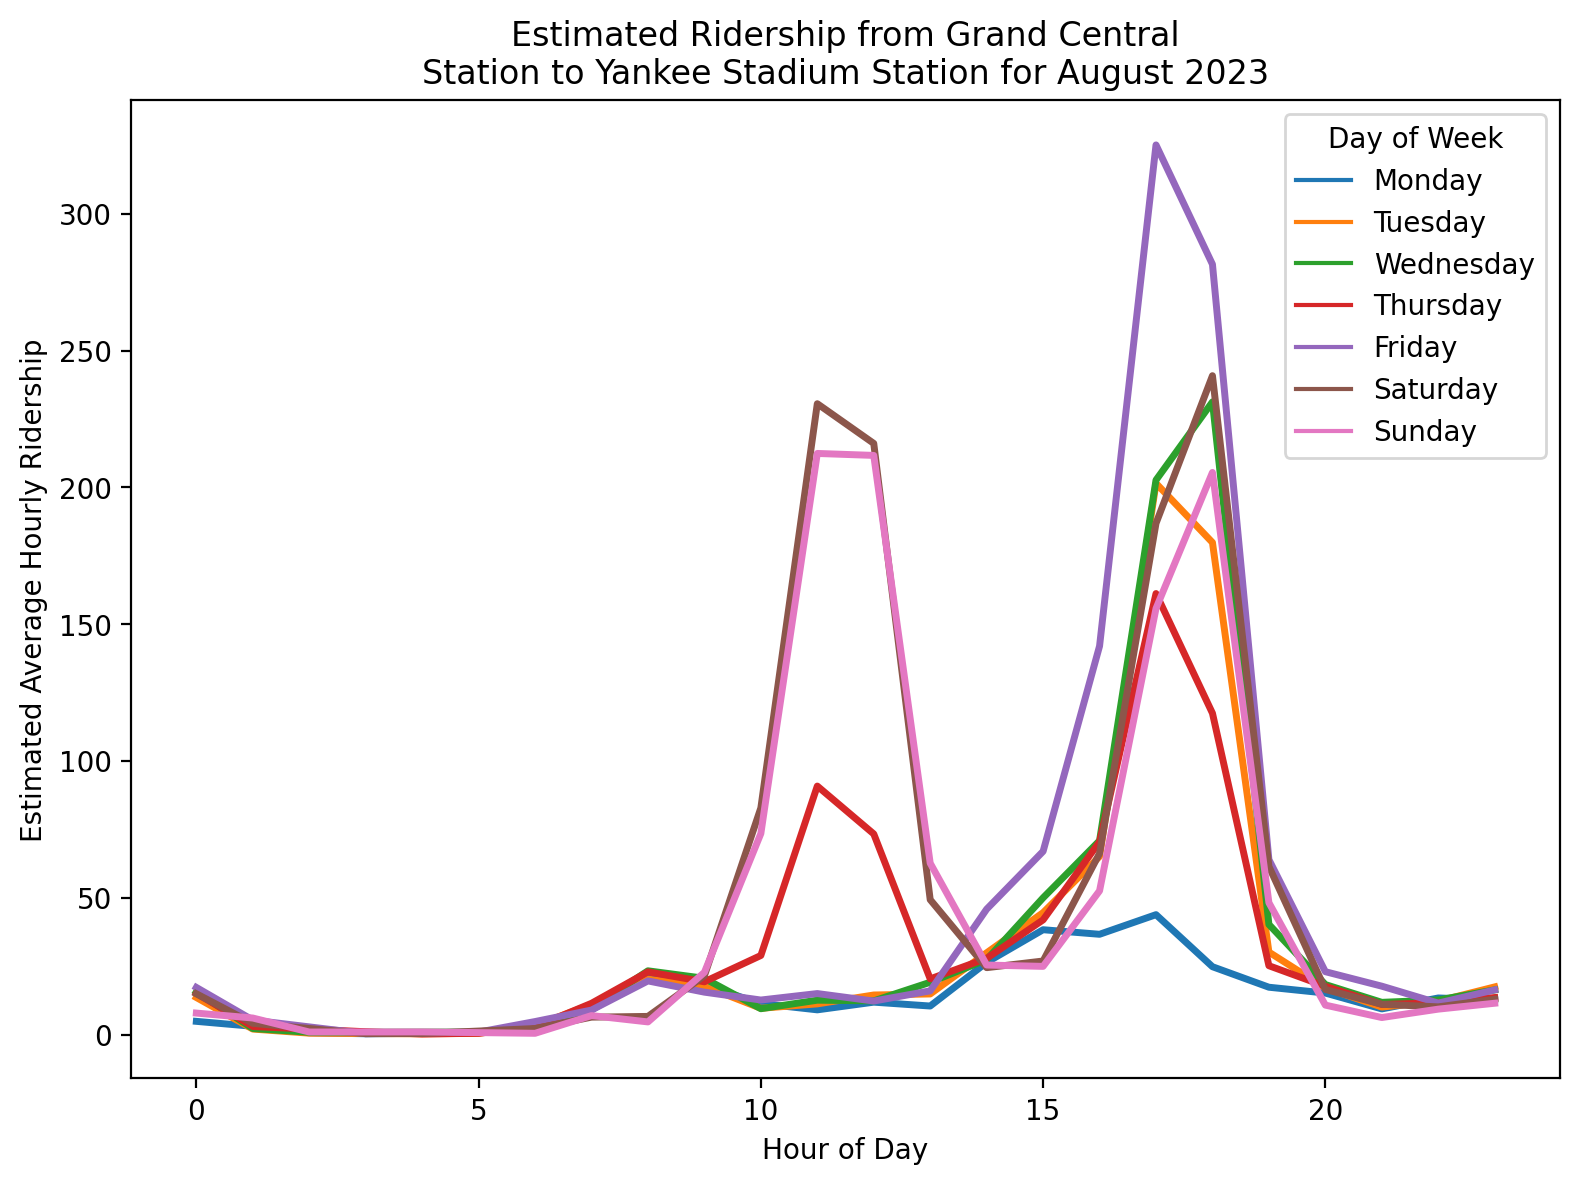 Estimated Ridership from Grand Central
Station to Yankee Stadium Station for August 2023
Day of Week
Monday
Tuesday
Wednesday
Thursday
Friday
Saturday
Sunday
Estimated Average Hourly Ridership
300
250
200
150
100
50
0
0 5 10 15 20
Hour of Day